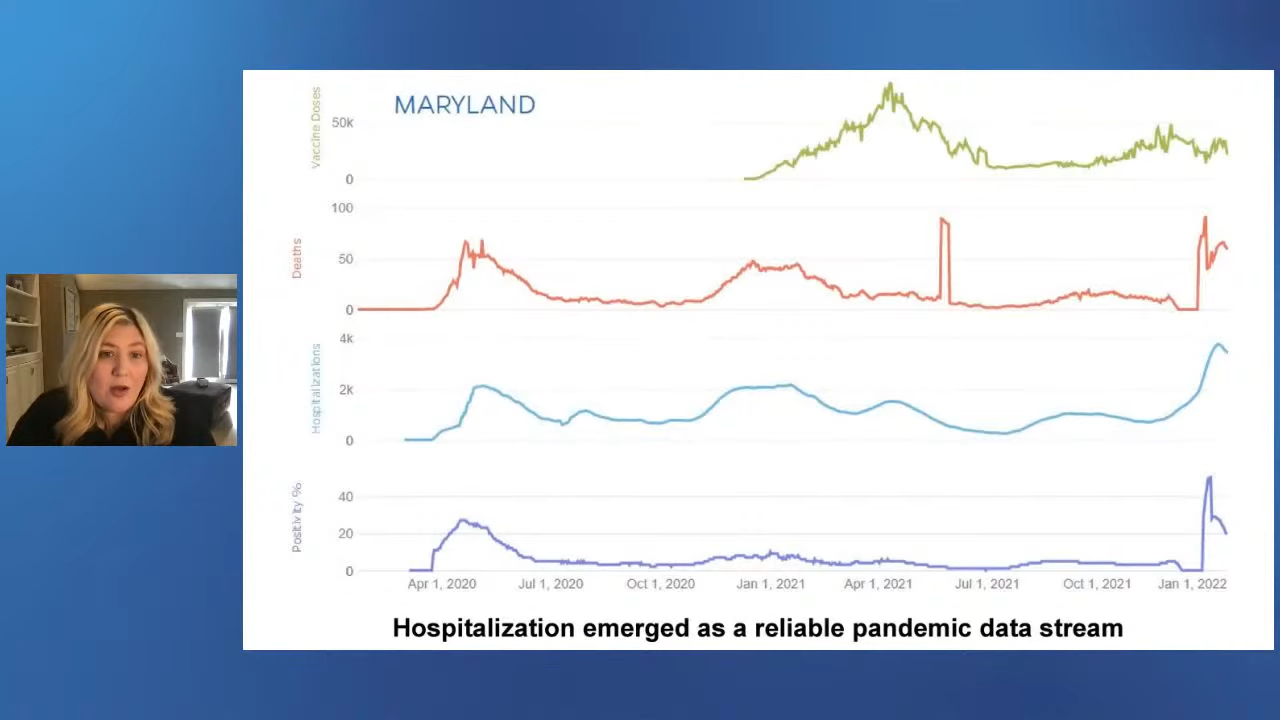 MARYLAND
Vaccine Doses
50k
0
Deaths
100
50
0
Hospitalizations
4k
2k
0
Positivity %
40
20
0
Apr 1, 2020 Jul 1, 2020 Oct 1, 2020 Jan 1, 2021 Apr 1, 2021 Jul 1, 2021 Oct 1, 2021 Jan 1, 2022
Hospitalization emerged as a reliable pandemic data stream